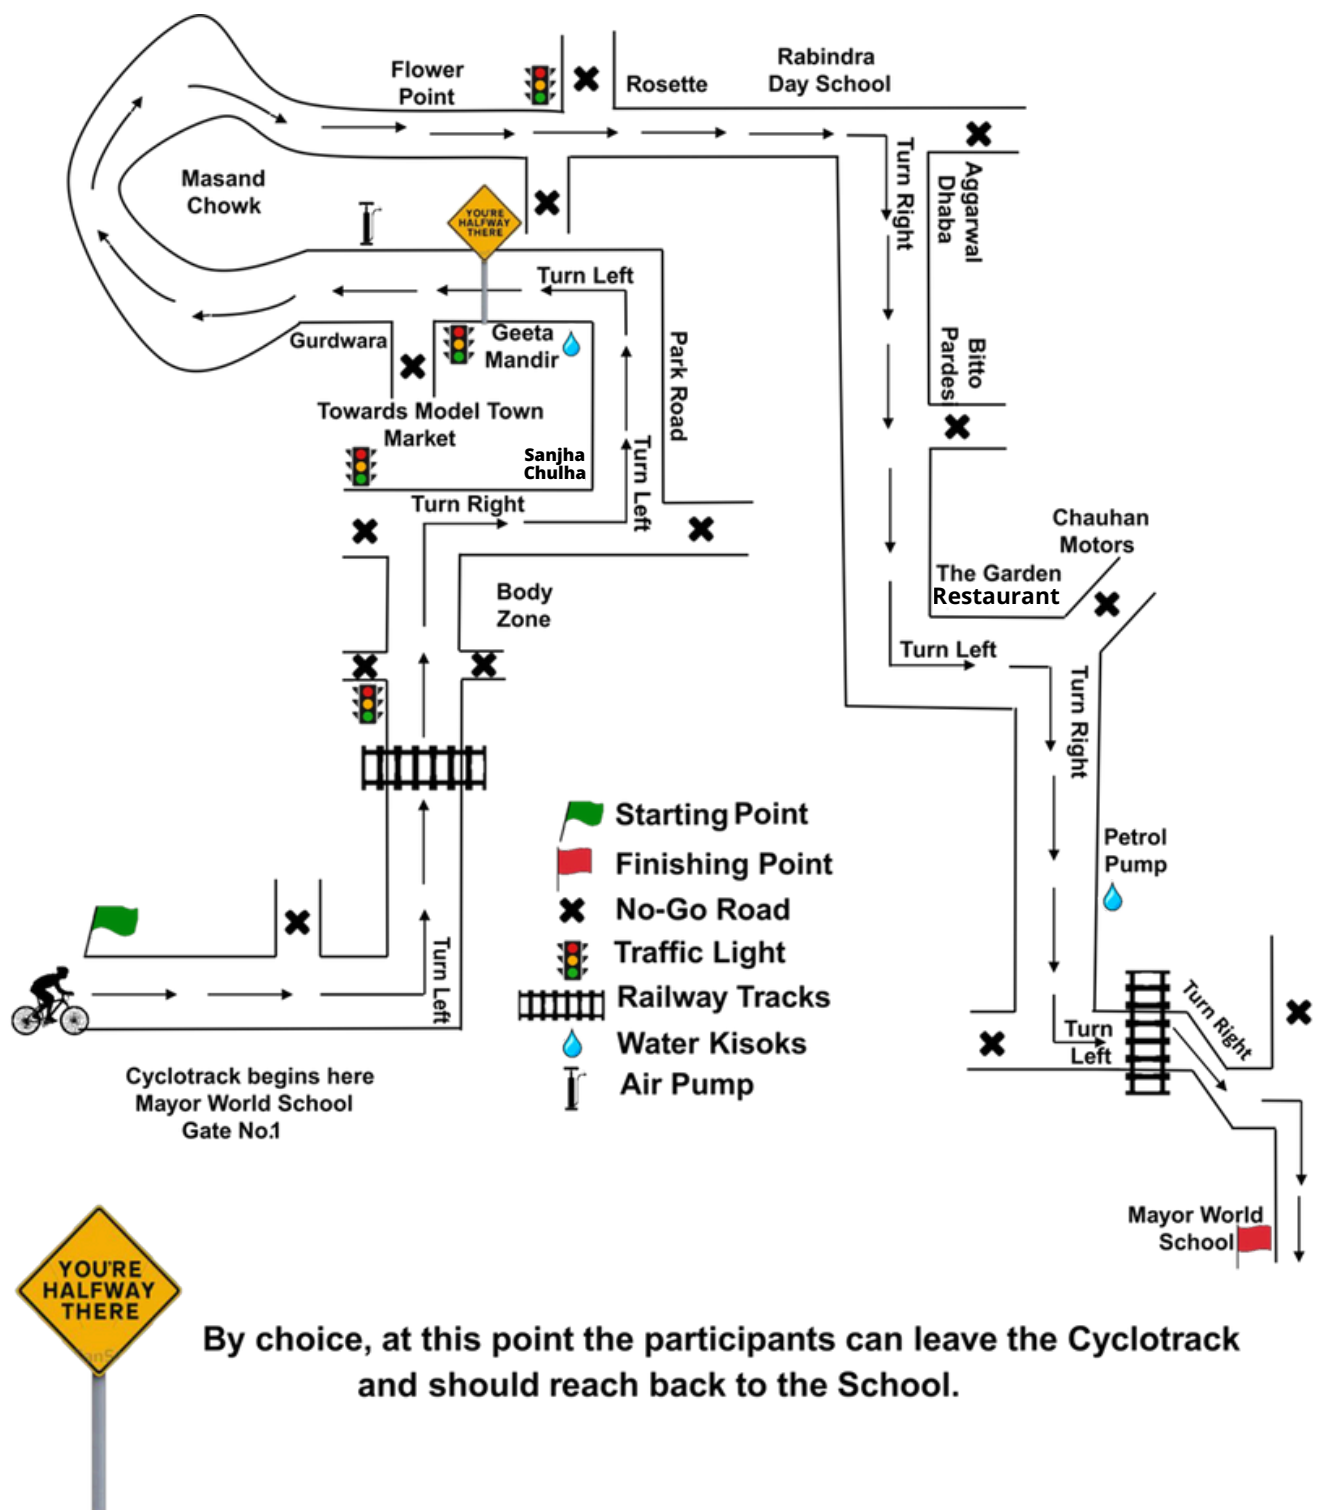 Flower
Point
Rosette
Rabindra
Day School
Turn Right
Aggarwal
Dhaba
Masand
Chowk
YOU'RE
HALFWAY
THERE
Turn Left
Gurdwara
Geeta
Mandir
Park Road
Bitto
Pardesi
Towards Model Town
Market
Sanjha
Chulha
Turn Left
Turn Right
Chauhan
Motors
The Garden
Restaurant
Body
Zone
Turn Left
Turn Right
Starting Point
Finishing Point
No-Go Road
Traffic Light
Railway Tracks
Water Kisoks
Air Pump
Petrol
Pump
Turn Left
Turn
Left
Turn Right
Cyclotrack begins here
Mayor World School
Gate No.1
Mayor World
School
YOU'RE
HALFWAY
THERE
By choice, at this point the participants can leave the Cyclotrack
and should reach back to the School.